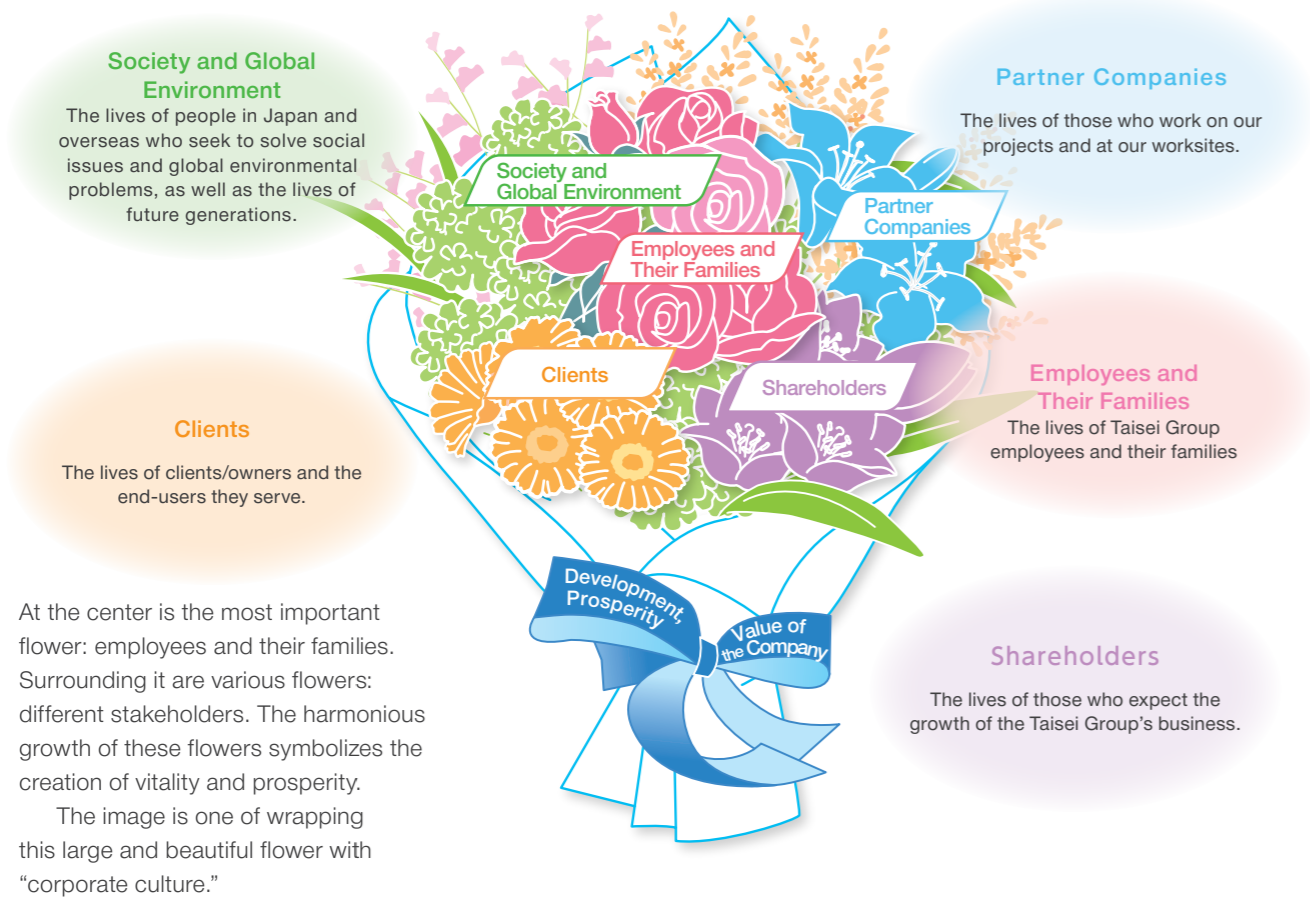 Society and Global
Environment
The lives of people in Japan and
overseas who seek to solve social
issues and global environmental
problems, as well as the lives of
future generations.
Partner Companies
The lives of those who work on our
projects and at our worksites.
Society and
Global Environment
Partner
Companies
Employees and
Their Families
Clients
Shareholders
Clients
The lives of clients/owners and the
end-users they serve.
Employees and
Their Families
The lives of Taisei Group
employees and their families
Development,
Prosperity
Value of
the Company
Shareholders
The lives of those who expect the
growth of the Taisei Group’s business.
At the center is the most important
flower: employees and their families.
Surrounding it are various flowers:
different stakeholders. The harmonious
growth of these flowers symbolizes the
creation of vitality and prosperity.
The image is one of wrapping
this large and beautiful flower with
“corporate culture.”